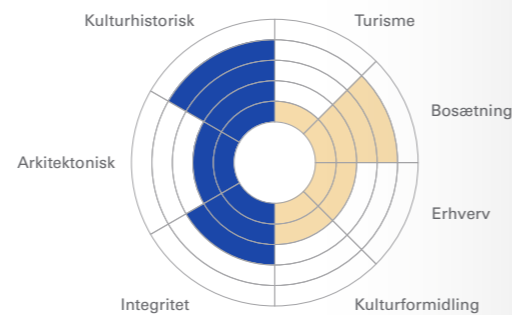 Kulturhistorisk
Turisme
Bosætning
Arkitektonisk
Erhverv
Integritet
Kulturformidling